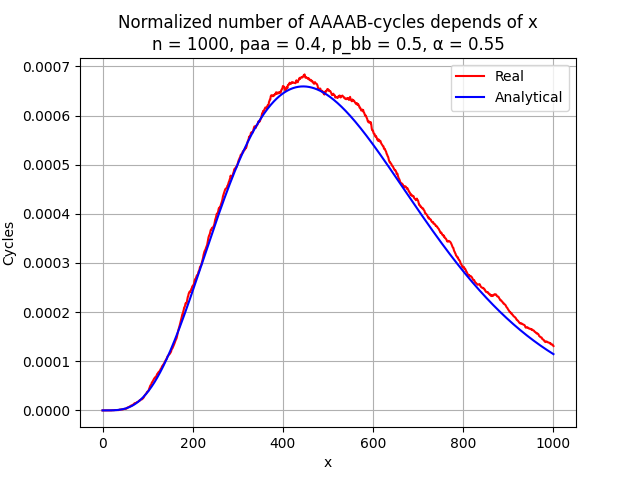 Normalized number of AAAAB-cycles depends of x
n = 1000, paa = 0.4, p_bb = 0.5, α = 0.55
Real
Analytical
0.0007
0.0006
0.0005
0.0004
0.0003
0.0002
0.0001
0.0000
Cycles
0 200 400 600 800 1000
x